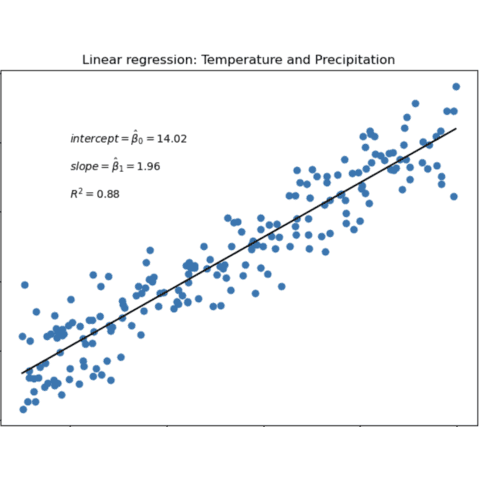 Linear regression: Temperature and Precipitation
intercept = β̂₀ = 14.02
slope = β̂₁ = 1.96
R² = 0.88